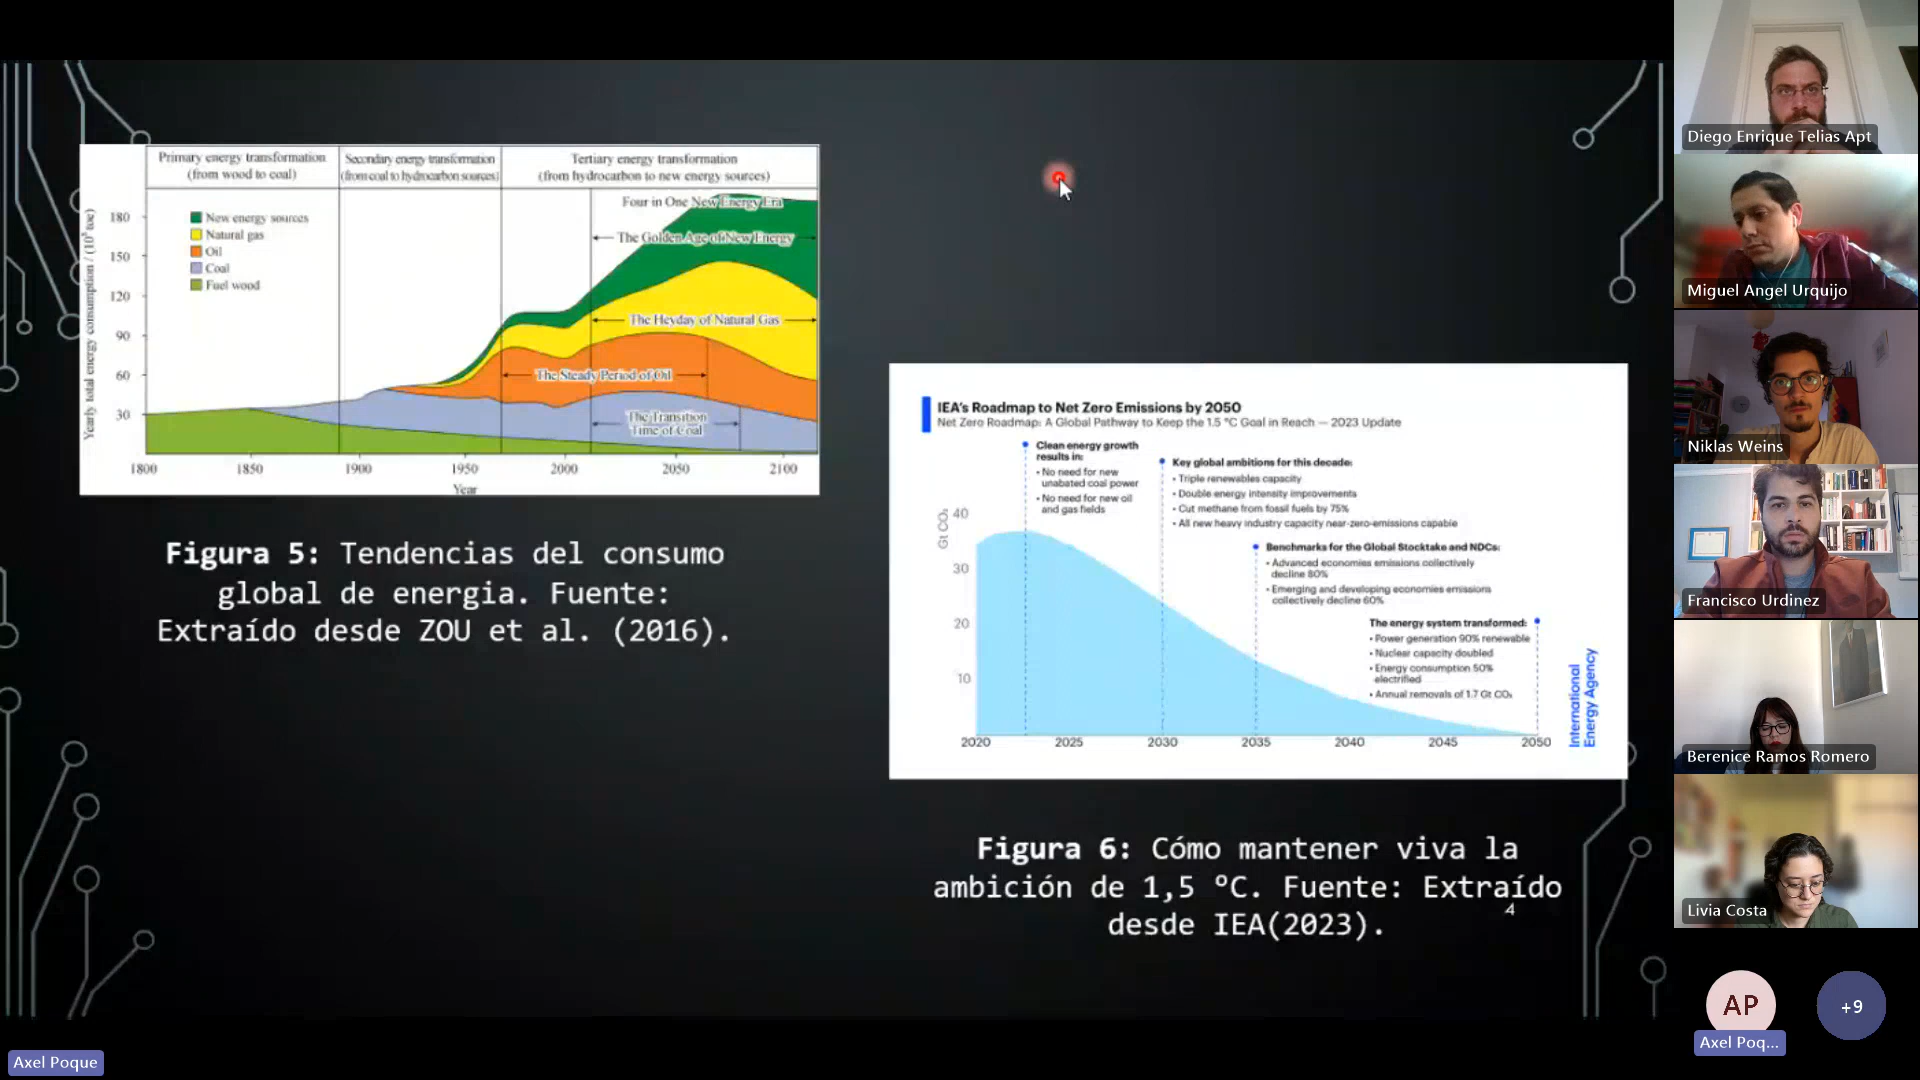 Primary energy transformation
(from wood to coal)
Secondary energy transformation
(from coal to hydrocarbon sources)
Tertiary energy transformation
(from hydrocarbon to new energy sources)
Yearly total energy consumption / (10⁸ toe)
180
150
120
90
60
30
New energy sources
Natural gas
Oil
Coal
Fuel wood
Four in One New Energy Era
The Golden Age of New Energy
The Heyday of Natural Gas
The Steady Period of Oil
The Transition
Time of Coal
1800 1850 1900 1950 2000 2050 2100
Year
Figura 5: Tendencias del consumo
global de energia. Fuente:
Extraído desde ZOU et al. (2016).
IEA's Roadmap to Net Zero Emissions by 2050
Net Zero Roadmap: A Global Pathway to Keep the 1.5 °C Goal in Reach — 2023 Update
Clean energy growth
results in:
• No need for new
unabated coal power
• No need for new oil
and gas fields
Key global ambitions for this decade:
• Triple renewables capacity
• Double energy intensity improvements
• Cut methane from fossil fuels by 75%
• All new heavy industry capacity near-zero-emissions capable
Benchmarks for the Global Stocktake and NDCs:
• Advanced economies emissions collectively
decline 80%
• Emerging and developing economies emissions
collectively decline 60%
The energy system transformed:
• Power generation 90% renewable
• Nuclear capacity doubled
• Energy consumption 50%
electrified
• Annual removals of 1.7 Gt CO₂
Gt CO₂
40
30
20
10
2020 2025 2030 2035 2040 2045 2050
International
Energy Agency
Figura 6: Cómo mantener viva la
ambición de 1,5 ºC. Fuente: Extraído
desde IEA(2023).
4
Diego Enrique Telias Apt
Miguel Angel Urquijo
Niklas Weins
Francisco Urdinez
Berenice Ramos Romero
Livia Costa
AP
+9
Axel Poq...
Axel Poque